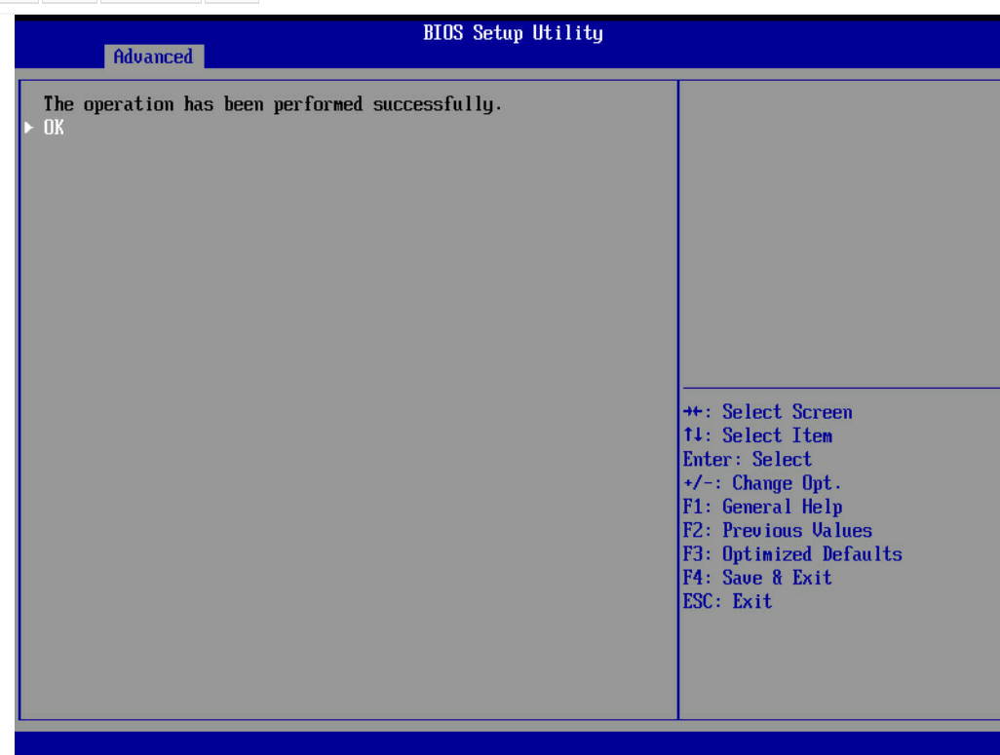 BIOS Setup Utility
Advanced
The operation has been performed successfully.
► OK
→←: Select Screen
↑↓: Select Item
Enter: Select
+/-: Change Opt.
F1: General Help
F2: Previous Values
F3: Optimized Defaults
F4: Save & Exit
ESC: Exit